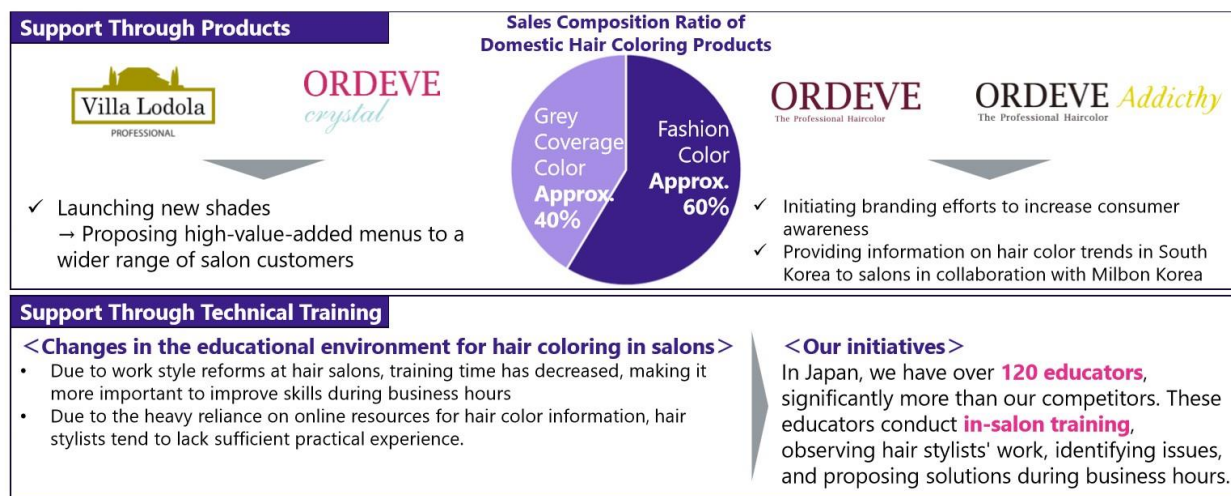 Support Through Products
Sales Composition Ratio of
Domestic Hair Coloring Products
Villa Lodola
PROFESSIONAL
ORDEVE
crystal
✓ Launching new shades
→ Proposing high-value-added menus to a
wider range of salon customers
Grey
Coverage
Color
Approx.
40%
Fashion
Color
Approx.
60%
ORDEVE
The Professional Haircolor
ORDEVE Addicthy
The Professional Haircolor
✓ Initiating branding efforts to increase consumer
awareness
✓ Providing information on hair color trends in South
Korea to salons in collaboration with Milbon Korea
Support Through Technical Training
<Changes in the educational environment for hair coloring in salons>
• Due to work style reforms at hair salons, training time has decreased, making it
more important to improve skills during business hours
• Due to the heavy reliance on online resources for hair color information, hair
stylists tend to lack sufficient practical experience.
<Our initiatives>
In Japan, we have over 120 educators,
significantly more than our competitors. These
educators conduct in-salon training,
observing hair stylists' work, identifying issues,
and proposing solutions during business hours.